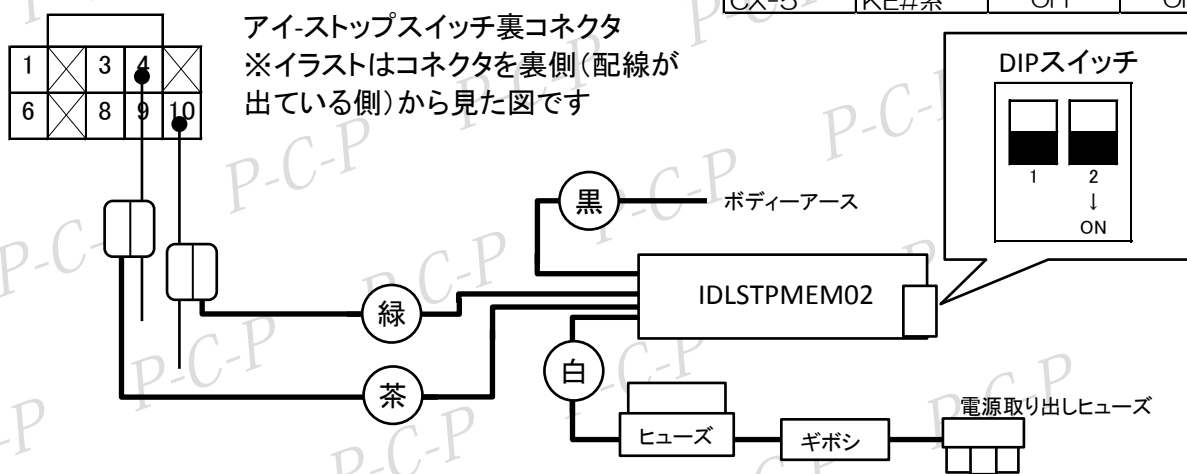 CX-5 KE#系 OFF
アイ-ストップスイッチ裏コネクタ
※イラストはコネクタを裏側(配線が
出ている側)から見た図です
1 3 4
6 8 9 10
DIPスイッチ
1 2
↓
ON
黒
ボディーアース
IDLSTPMEM02
緑
茶
白
ヒューズ
ギボシ
電源取り出しヒューズ
P-C-P
P-C-P
P-C-P
P-C-P
P-C-P
P-C-P
P-C-P
P-C-P